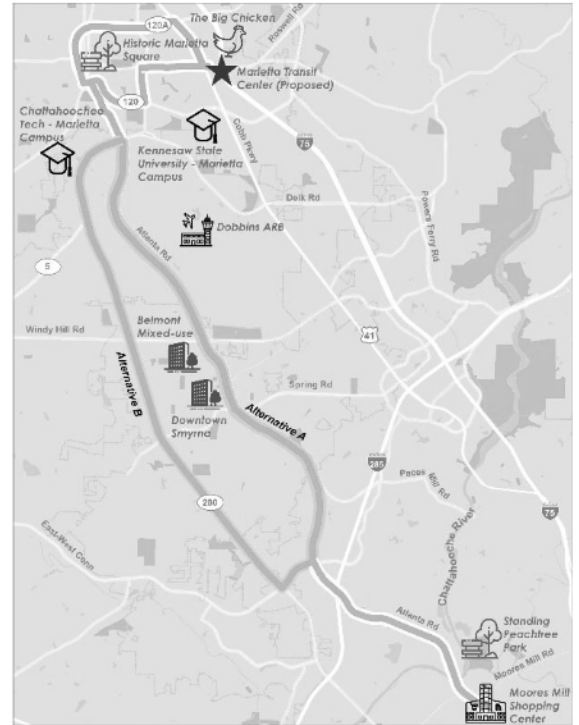 The Big Chicken
Roswell Rd
120A
Historic Marietta
Square
Marietta Transit
Center (Proposed)
120
Chattahoochee
Tech - Marietta
Campus
Kennesaw State
University - Marietta
Campus
Cobb Pkwy
75
Delk Rd
Powers Ferry Rd
Dobbins ARB
Atlanta Rd
5
Windy Hill Rd
Belmont
Mixed-use
41
Alternative B
Spring Rd
Downtown
Smyrna
Alternative A
285
Paces
Mill Rd
280
75
East-West Conn
Chattahooche River
Atlanta Rd
Standing
Peachtree
Park
Moores Mill Rd
Moores Mill
Shopping
Center